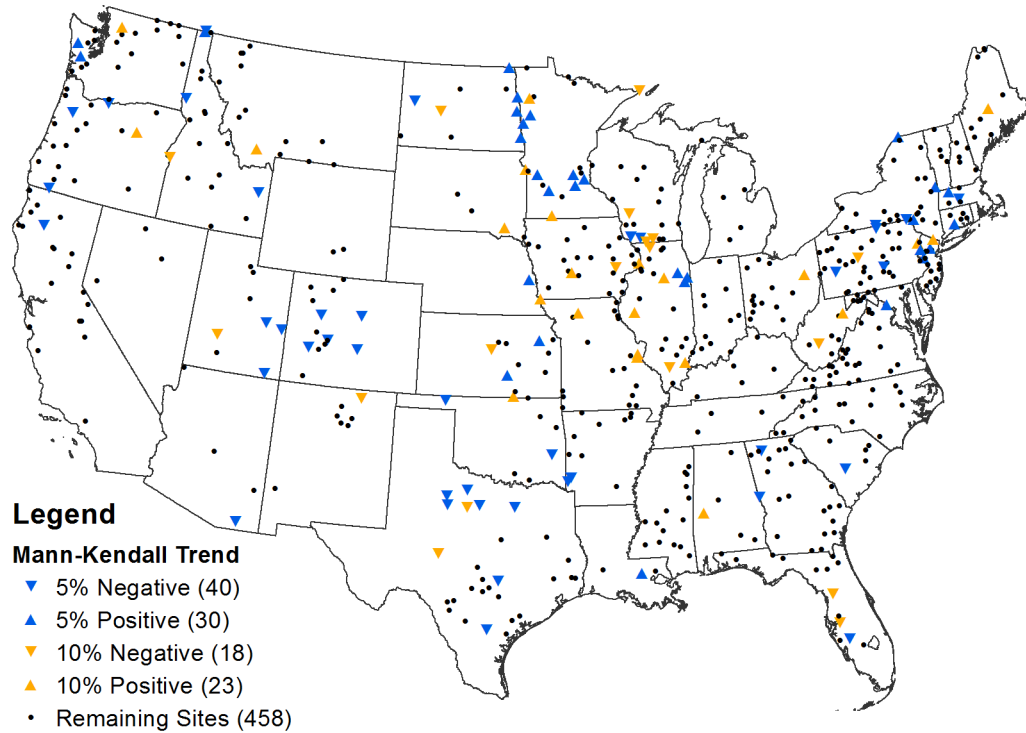 Legend
Mann-Kendall Trend
5% Negative (40)
5% Positive (30)
10% Negative (18)
10% Positive (23)
Remaining Sites (458)